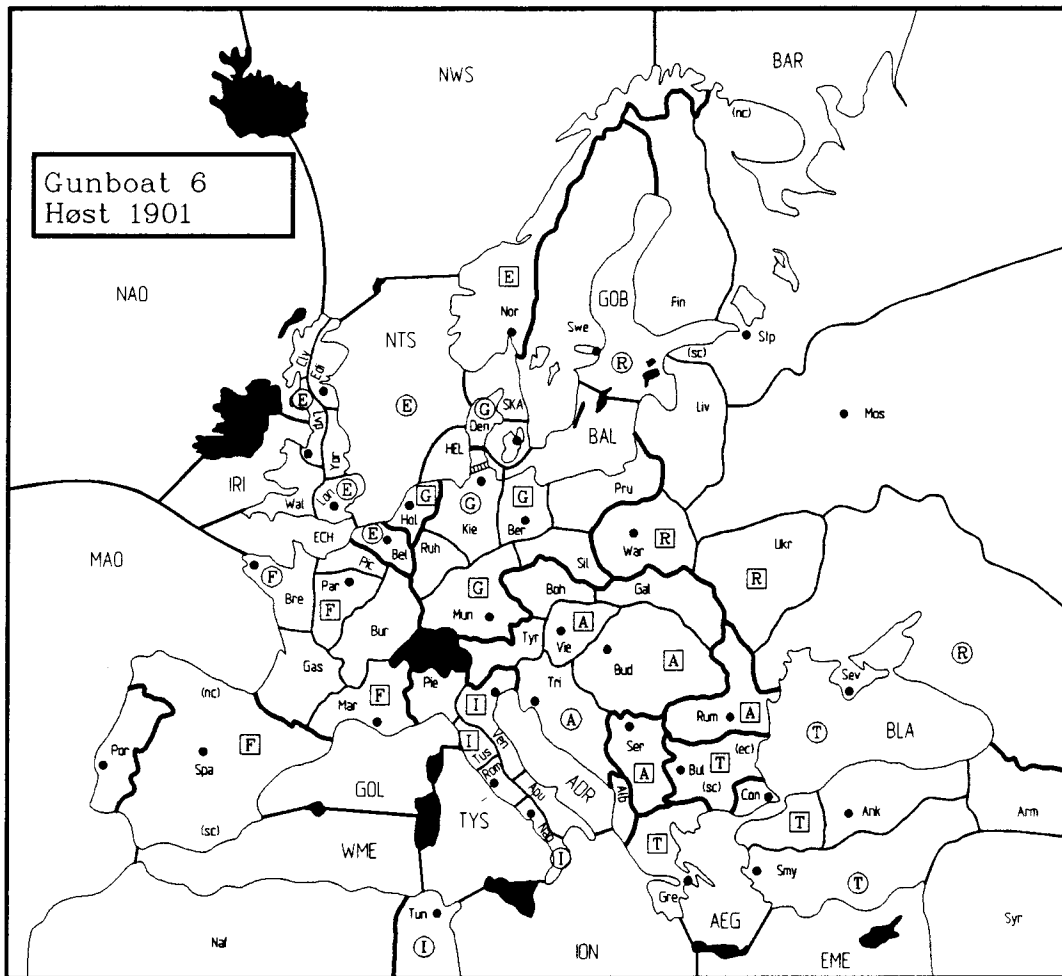 NWS
BAR
(nc)
Gunboat 6
Høst 1901
NAO
E
Nor
GOB
Fin
NTS
Swe
Stp
(sc)
R
Cly
Edi
E
E
G
SKA
Den
Liv
Mos
Lvp
HEL
BAL
Yor
IRI
Wal
Lon
E
G
Hol
G
Kie
G
Ber
Pru
ECH
E
Bel
Ruh
War
R
Ukr
R
MAO
Pic
Sil
F
Bre
Par
F
G
Mun
Boh
Gal
Bur
Tyr
A
Vie
A
Bud
R
Gas
Sev
(nc)
Mar
F
Pie
I
Tri
A
Rum
A
T
BLA
Por
Spa
F
I
Tus
Ven
Ser
A
Bul
T
(ec)
(sc)
Rom
Con
GOL
Apu
ADR
Alb
T
Ank
Arm
(sc)
TYS
Nap
T
WME
I
Smy
T
Gre
AEG
Tun
I
Naf
ION
EME
Syr